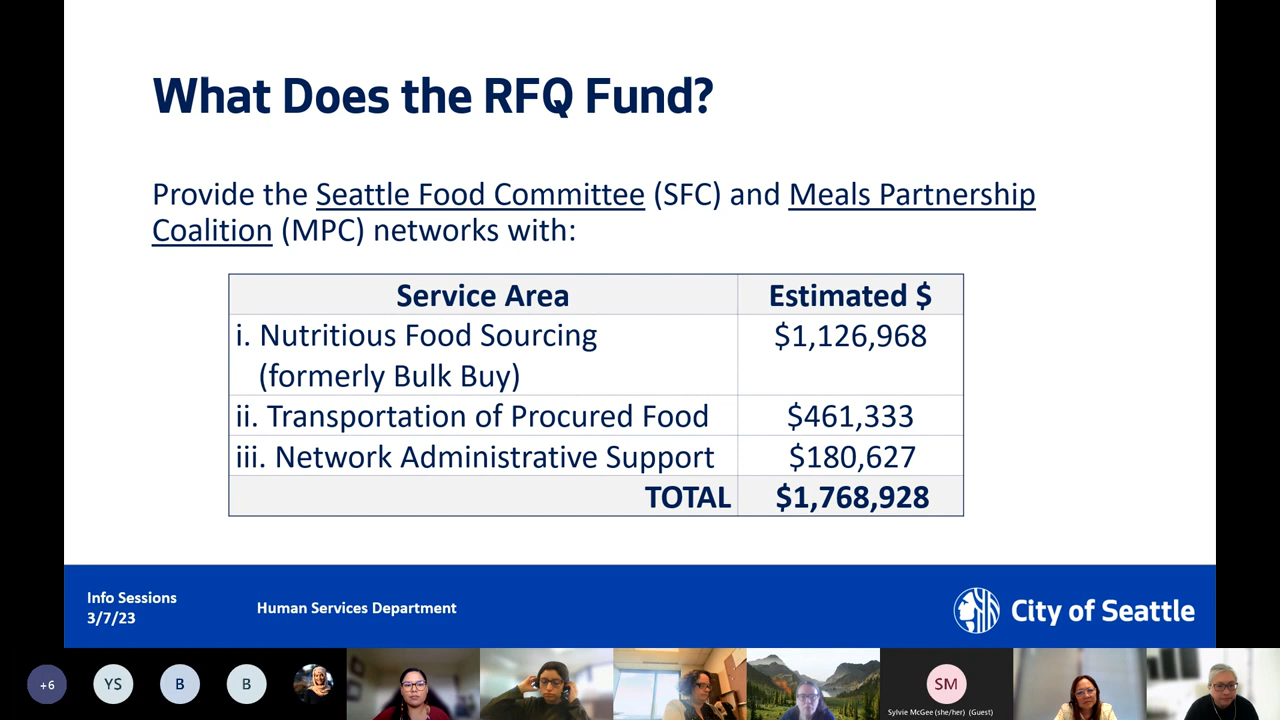 What Does the RFQ Fund?
Provide the Seattle Food Committee (SFC) and Meals Partnership
Coalition (MPC) networks with:
Service Area Estimated $
i. Nutritious Food Sourcing $1,126,968
(formerly Bulk Buy)
ii. Transportation of Procured Food $461,333
iii. Network Administrative Support $180,627
TOTAL $1,768,928
Info Sessions
3/7/23
Human Services Department
City of Seattle
+6
YS
B
B
SM
Sylvie McGee (she/her) (Guest)